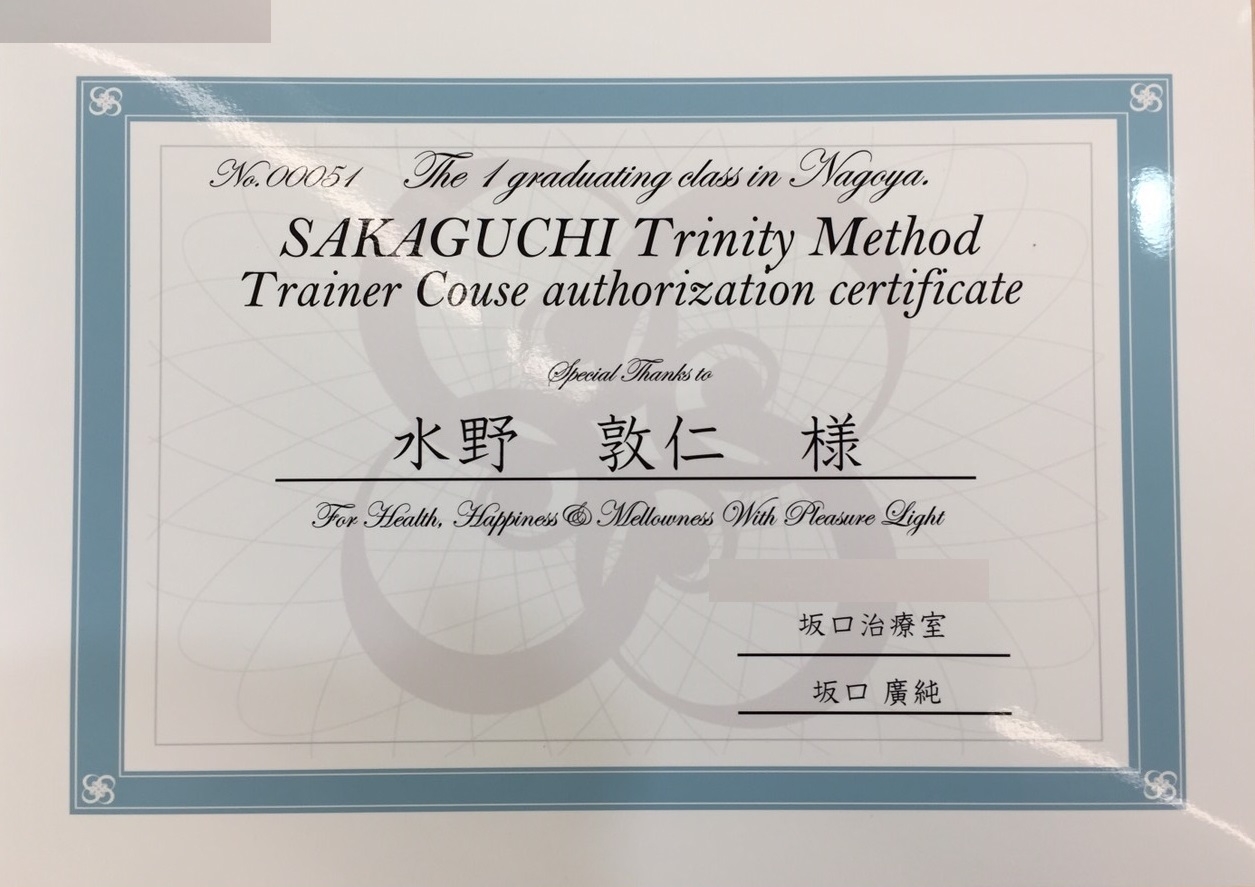 No.00051 The 1 graduating class in Nagoya.
SAKAGUCHI Trinity Method
Trainer Couse authorization certificate
Special Thanks to
水野 敦仁 様
For Health, Happiness & Mellowness With Pleasure Light
坂口治療室
坂口 廣純